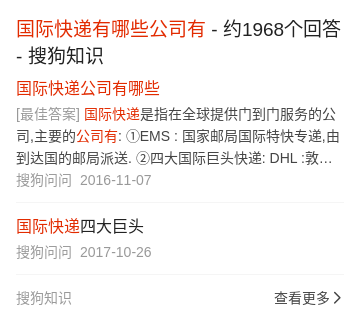 国际快递有哪些公司有 - 约1968个回答
- 搜狗知识
国际快递公司有哪些
[最佳答案] 国际快递是指在全球提供门到门服务的公
司,主要的公司有: ①EMS : 国家邮局国际特快专递,由
到达国的邮局派送. ②四大国际巨头快递: DHL :敦…
搜狗问问 2016-11-07
国际快递四大巨头
搜狗问问 2017-10-26
搜狗知识 查看更多